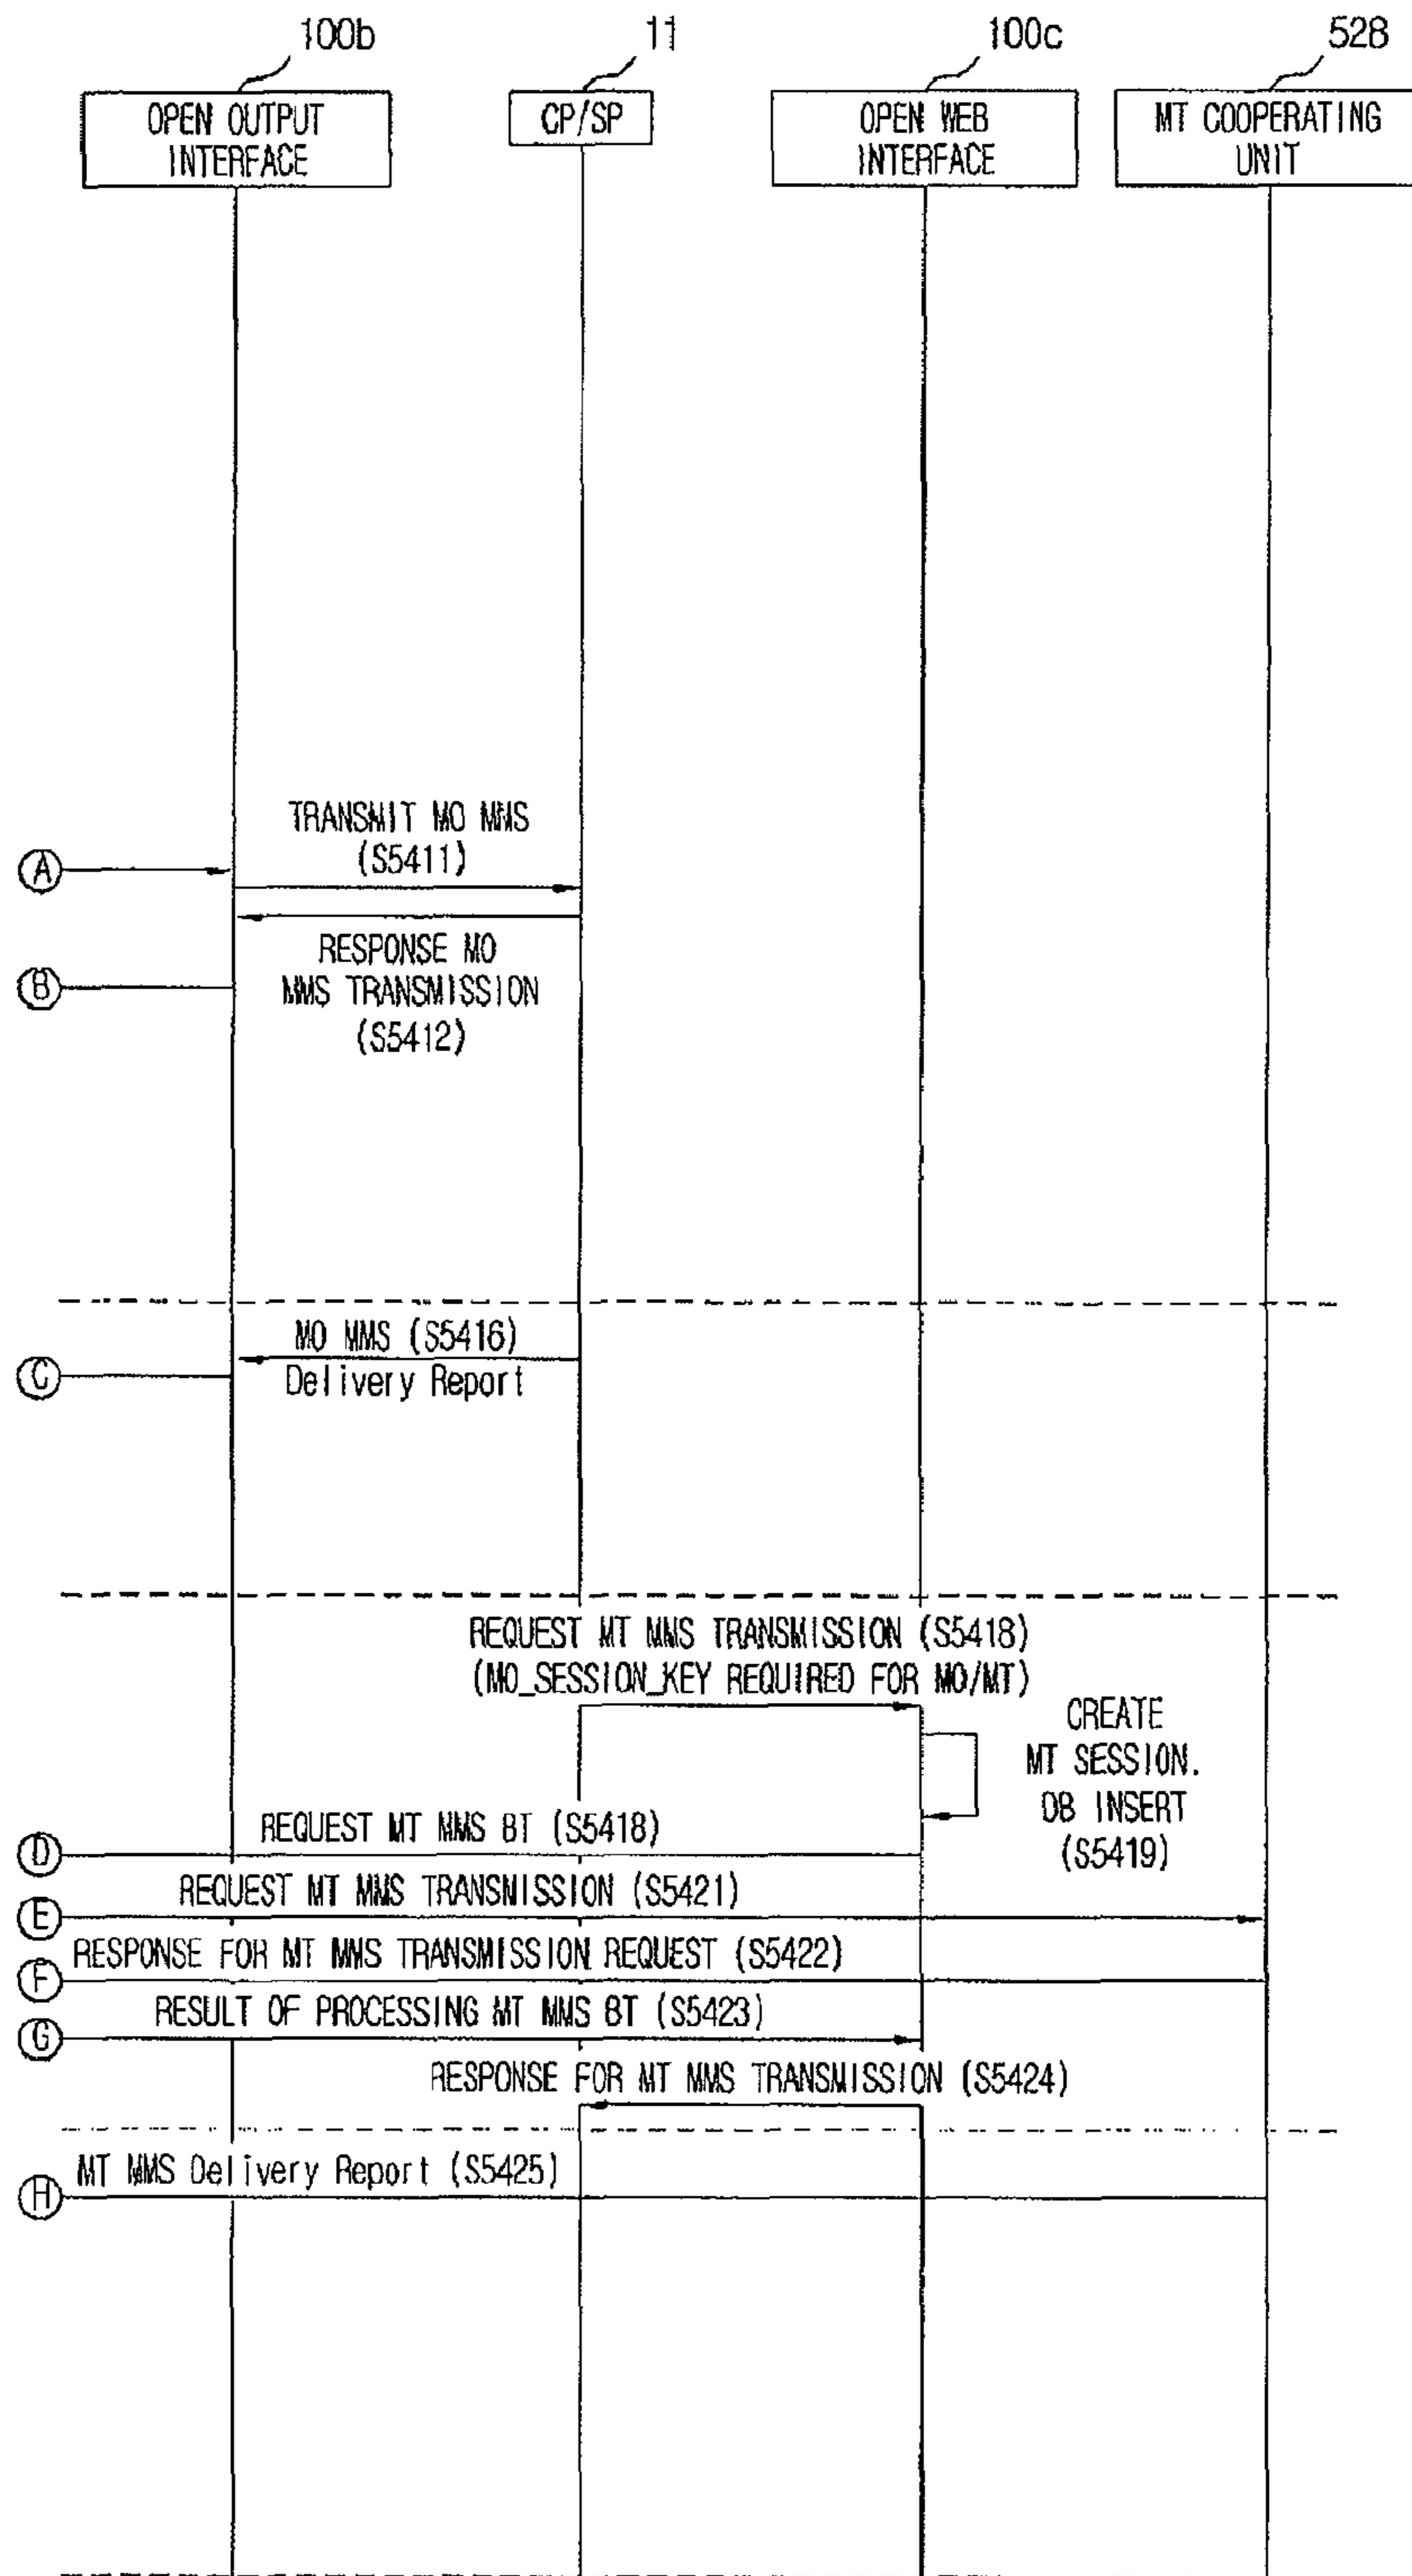 100b
11
100c
528
OPEN OUTPUT
INTERFACE
CP/SP
OPEN WEB
INTERFACE
MT COOPERATING
UNIT
TRANSMIT MO MMS
(S5411)
A
RESPONSE MO
MMS TRANSMISSION
(S5412)
B
MO MMS (S5416)
Delivery Report
C
REQUEST MT MMS TRANSMISSION (S5418)
(MO_SESSION_KEY REQUIRED FOR MO/MT)
CREATE
MT SESSION.
DB INSERT
(S5419)
REQUEST MT MMS BT (S5418)
D
REQUEST MT MMS TRANSMISSION (S5421)
E
RESPONSE FOR MT MMS TRANSMISSION REQUEST (S5422)
F
RESULT OF PROCESSING MT MMS BT (S5423)
G
RESPONSE FOR MT MMS TRANSMISSION (S5424)
MT MMS Delivery Report (S5425)
H